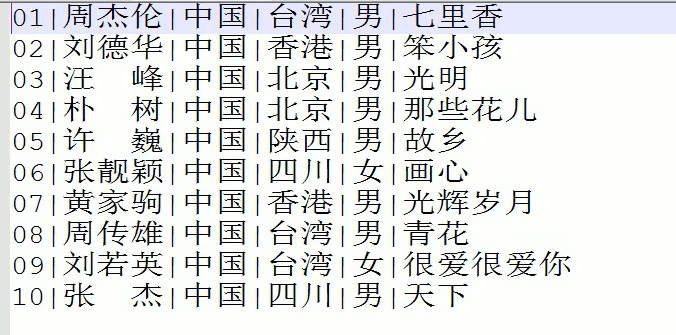 01|周杰伦|中国|台湾|男|七里香
02|刘德华|中国|香港|男|笨小孩
03|汪　峰|中国|北京|男|光明
04|朴　树|中国|北京|男|那些花儿
05|许　巍|中国|陕西|男|故乡
06|张靓颖|中国|四川|女|画心
07|黄家驹|中国|香港|男|光辉岁月
08|周传雄|中国|台湾|男|青花
09|刘若英|中国|台湾|女|很爱很爱你
10|张　杰|中国|四川|男|天下